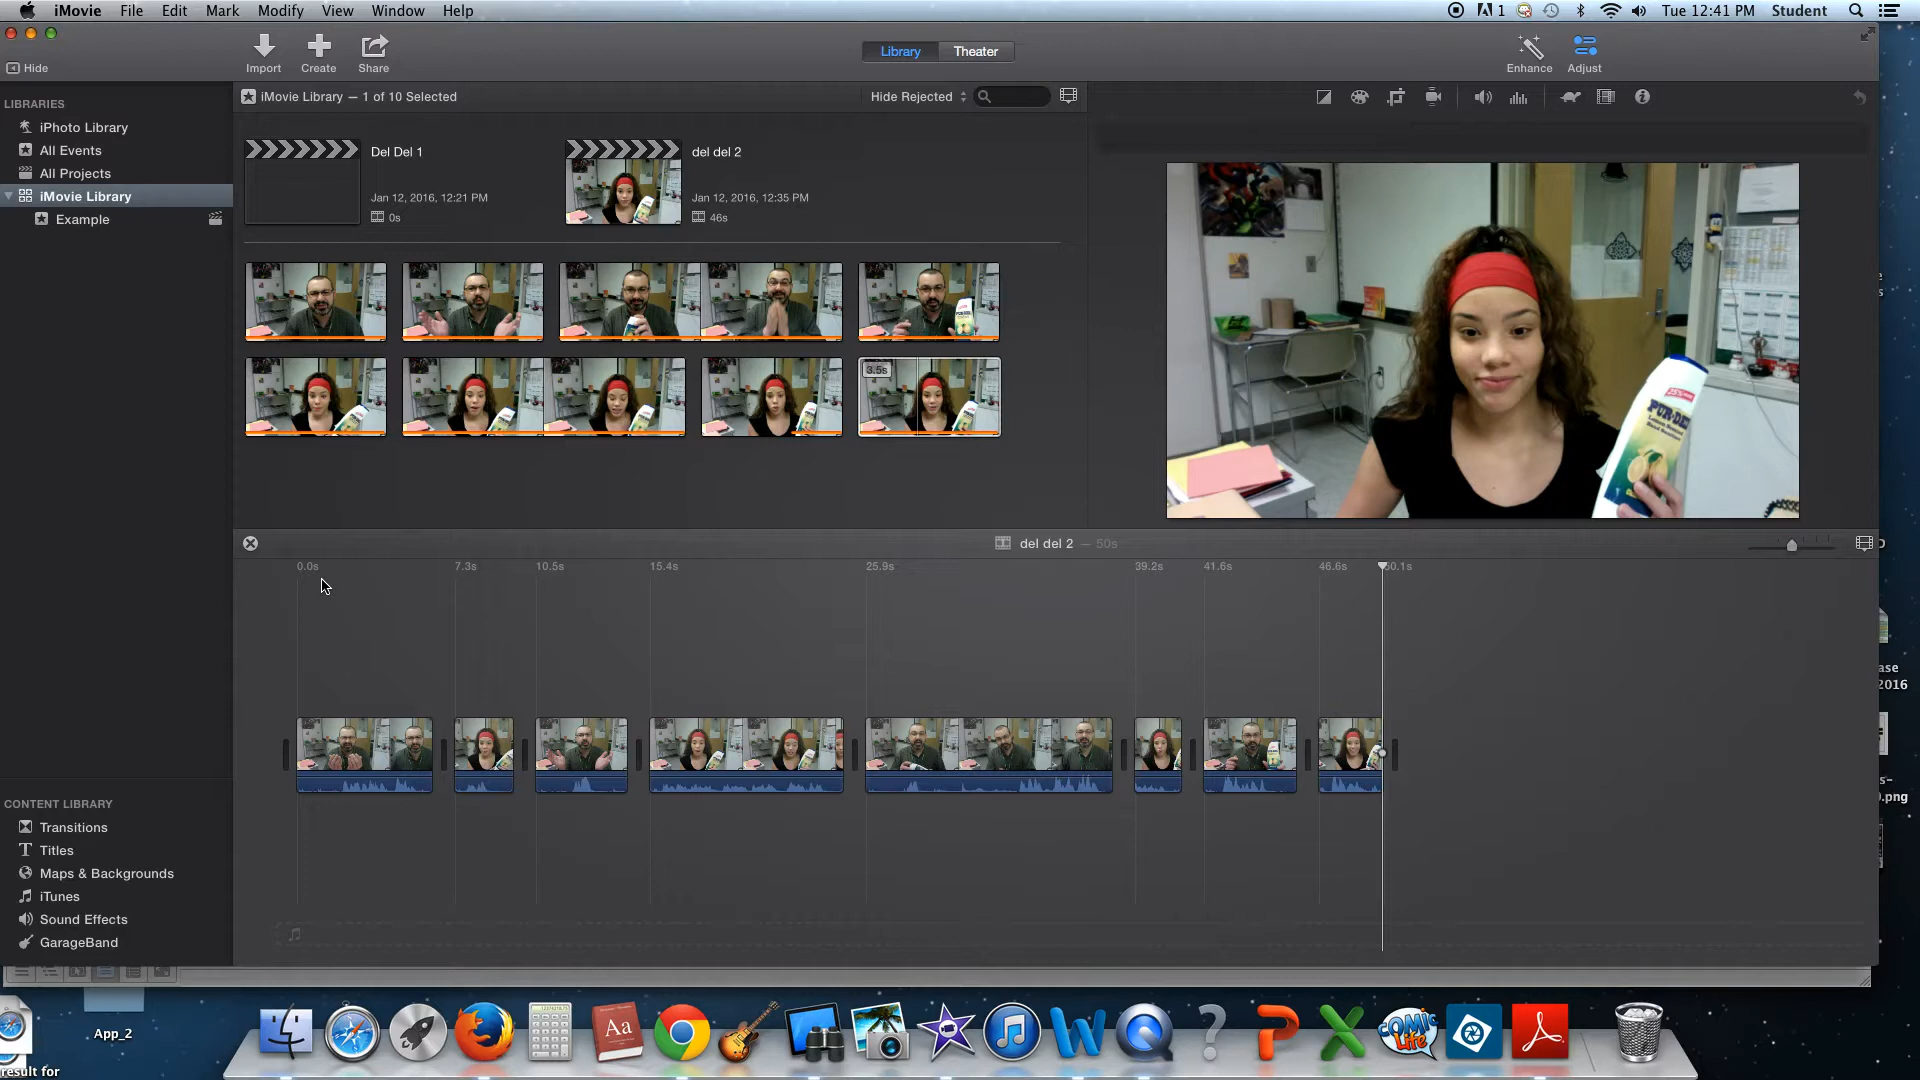 iMovie File Edit Mark Modify View Window Help
1 Tue 12:41 PM Student
Hide
Import Create Share
Library Theater
Enhance Adjust
LIBRARIES
iPhoto Library
All Events
All Projects
iMovie Library
Example
iMovie Library — 1 of 10 Selected
Hide Rejected
Del Del 1
Jan 12, 2016, 12:21 PM
0s
del del 2
Jan 12, 2016, 12:35 PM
46s
3.5s
del del 2 — 50s
0.0s 7.3s 10.5s 15.4s 25.9s 39.2s 41.6s 46.6s 50.1s
CONTENT LIBRARY
Transitions
Titles
Maps & Backgrounds
iTunes
Sound Effects
GarageBand
ase
2016
s-
).png
App_2
result for
Aa
Comic
Life